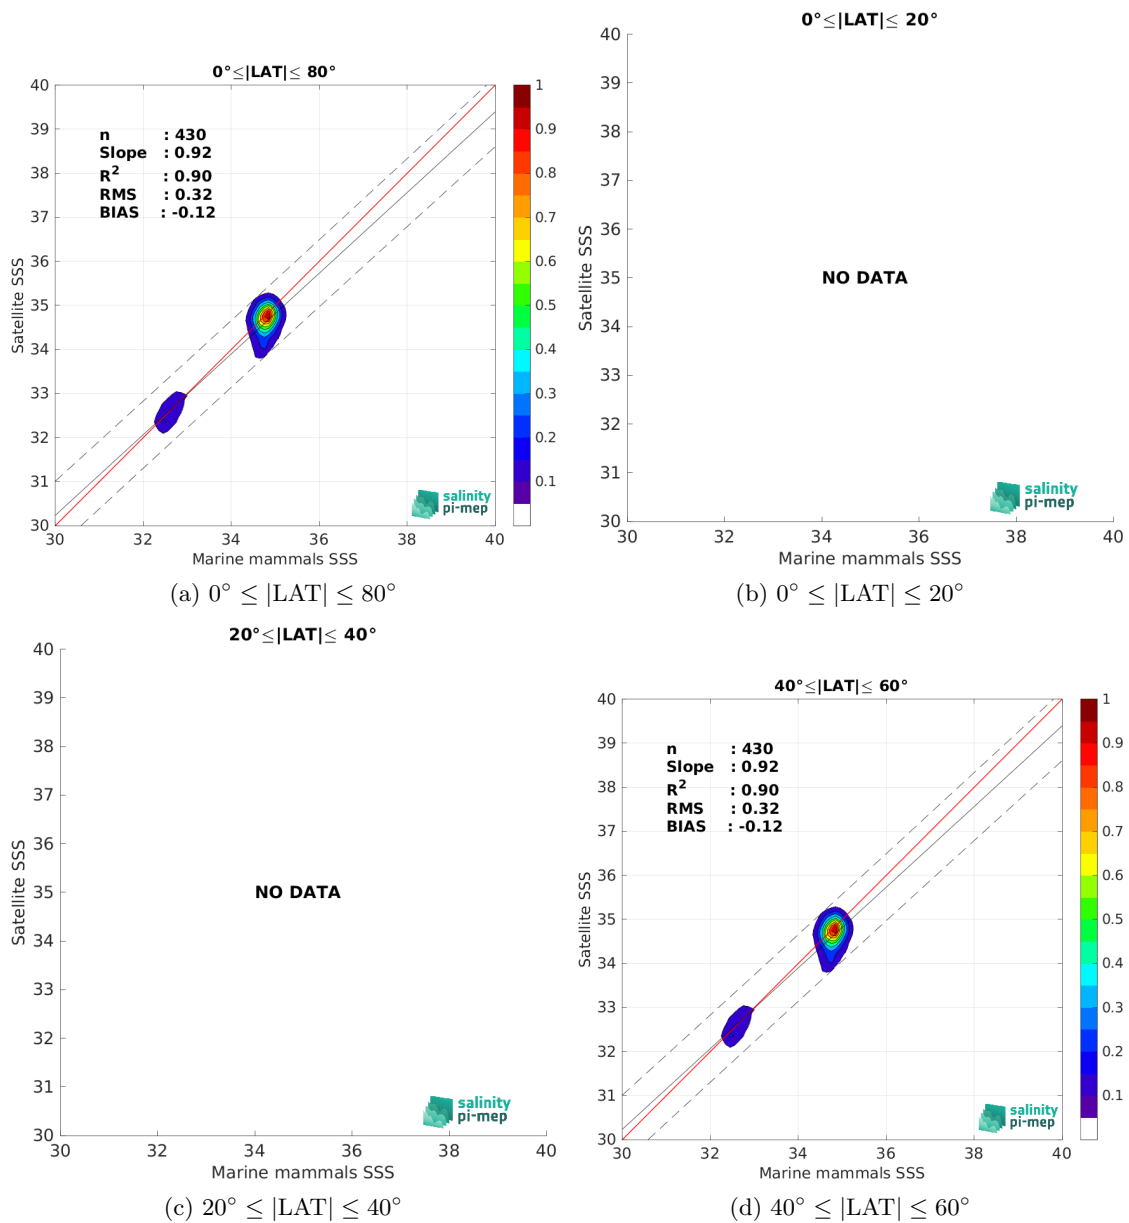 0°≤|LAT|≤ 80°
40
39
38
37
36
35
34
33
32
31
30
30
32
34
36
38
40
Satellite SSS
Marine mammals SSS
n : 430
Slope : 0.92
R² : 0.90
RMS : 0.32
BIAS : -0.12
1
0.9
0.8
0.7
0.6
0.5
0.4
0.3
0.2
0.1
salinity
pi-mep
(a) 0° ≤ |LAT| ≤ 80°
0°≤|LAT|≤ 20°
40
39
38
37
36
35
34
33
32
31
30
30
32
34
36
38
40
Satellite SSS
Marine mammals SSS
NO DATA
salinity
pi-mep
(b) 0° ≤ |LAT| ≤ 20°
20°≤|LAT|≤ 40°
40
39
38
37
36
35
34
33
32
31
30
30
32
34
36
38
40
Satellite SSS
Marine mammals SSS
NO DATA
salinity
pi-mep
(c) 20° ≤ |LAT| ≤ 40°
40°≤|LAT|≤ 60°
40
39
38
37
36
35
34
33
32
31
30
30
32
34
36
38
40
Satellite SSS
Marine mammals SSS
n : 430
Slope : 0.92
R² : 0.90
RMS : 0.32
BIAS : -0.12
1
0.9
0.8
0.7
0.6
0.5
0.4
0.3
0.2
0.1
salinity
pi-mep
(d) 40° ≤ |LAT| ≤ 60°